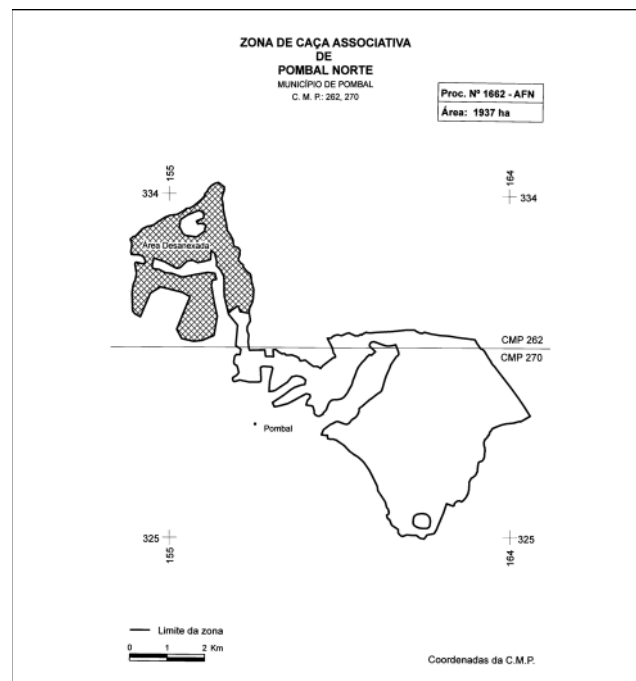 ZONA DE CAÇA ASSOCIATIVA
DE
POMBAL NORTE
MUNICÍPIO DE POMBAL
C. M. P.: 262, 270
Proc. Nº 1662 - AFN
Área: 1937 ha
155
164
334
334
Área Desanexada
CMP 262
CMP 270
Pombal
325
325
155
164
Limite da zona
0 1 2 Km
Coordenadas da C.M.P.